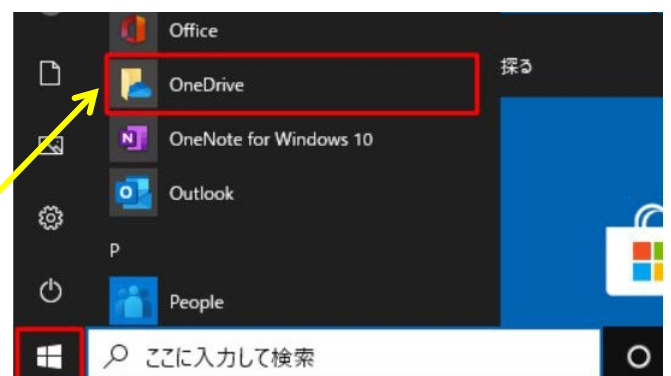 Office
OneDrive
OneNote for Windows 10
Outlook
P
People
探る
ここに入力して検索